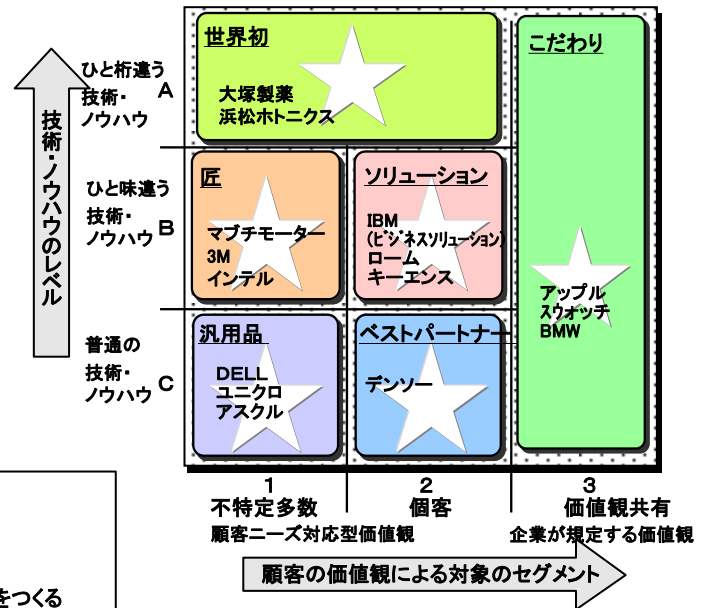 世界初
大塚製薬
浜松ホトニクス
こだわり
アップル
スウォッチ
BMW
ひと桁違う
技術・
ノウハウ
A
匠
マブチモーター
3M
インテル
ソリューション
IBM
(ビジネスソリューション)
ローム
キーエンス
ひと味違う
技術・
ノウハウ
B
汎用品
DELL
ユニクロ
アスクル
ベストパートナー
デンソー
普通の
技術・
ノウハウ
C
技術・ノウハウのレベル
1
不特定多数
2
個客
3
価値観共有
顧客ニーズ対応型価値観
企業が規定する価値観
顧客の価値観による対象のセグメント
をつくる